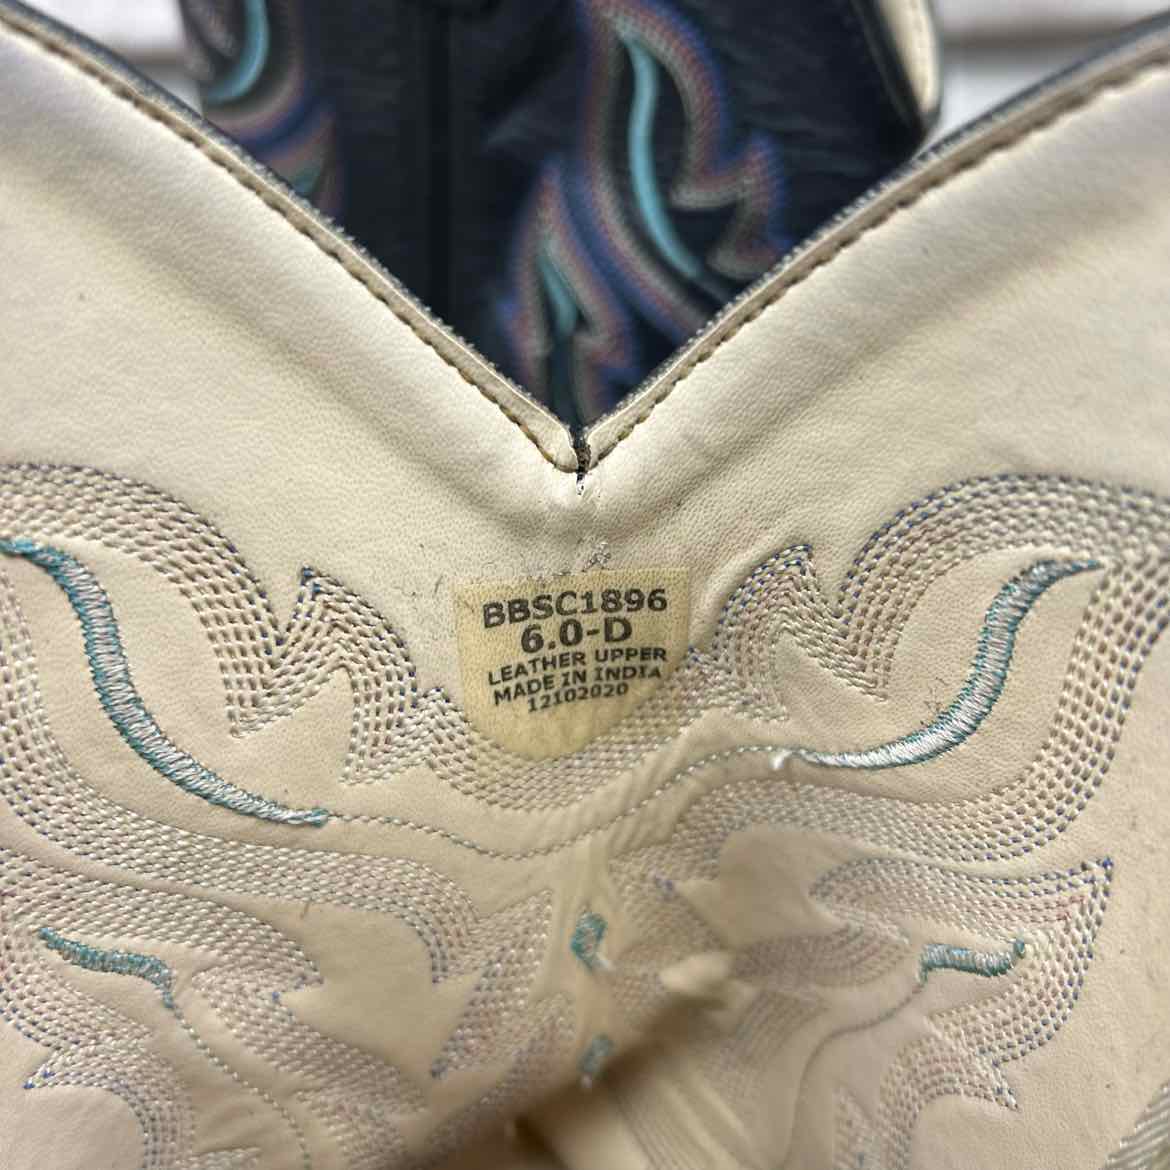 BBSC1896
6.0-D
LEATHER UPPER
MADE IN INDIA
12102020